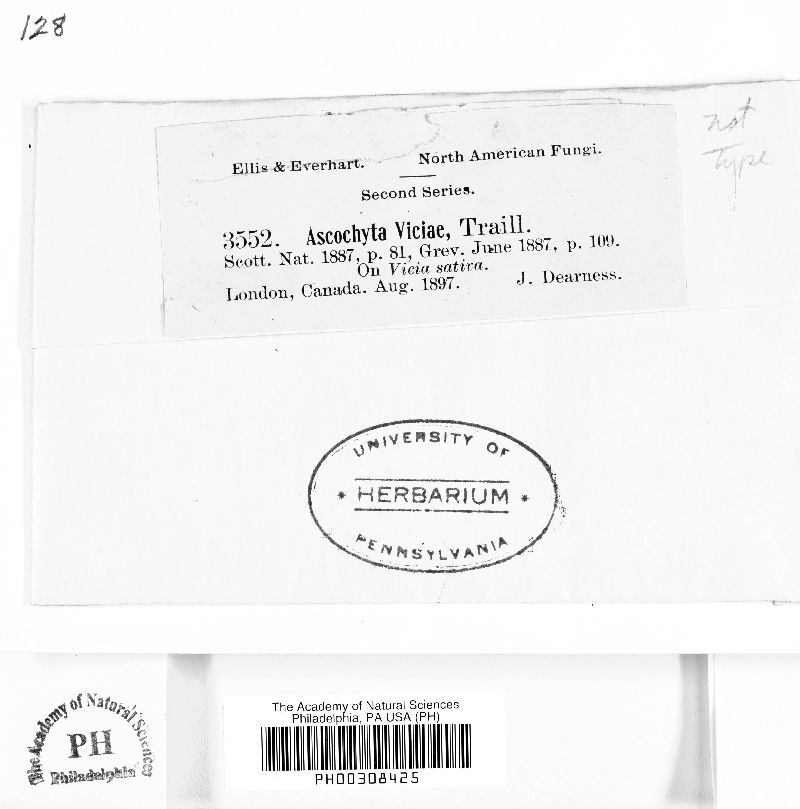 128
Ellis & Everhart. North American Fungi.
Second Series.
3552. Ascochyta Viciae, Traill.
Scott. Nat. 1887, p. 81, Grev. June 1887, p. 109.
On Vicia sativa.
London, Canada. Aug. 1897. J. Dearness.
not
Type
UNIVERSITY OF
* HERBARIUM *
PENNSYLVANIA
The Academy of Natural Sciences
PH
Philadelphia
The Academy of Natural Sciences
Philadelphia, PA USA (PH)
PH00308425